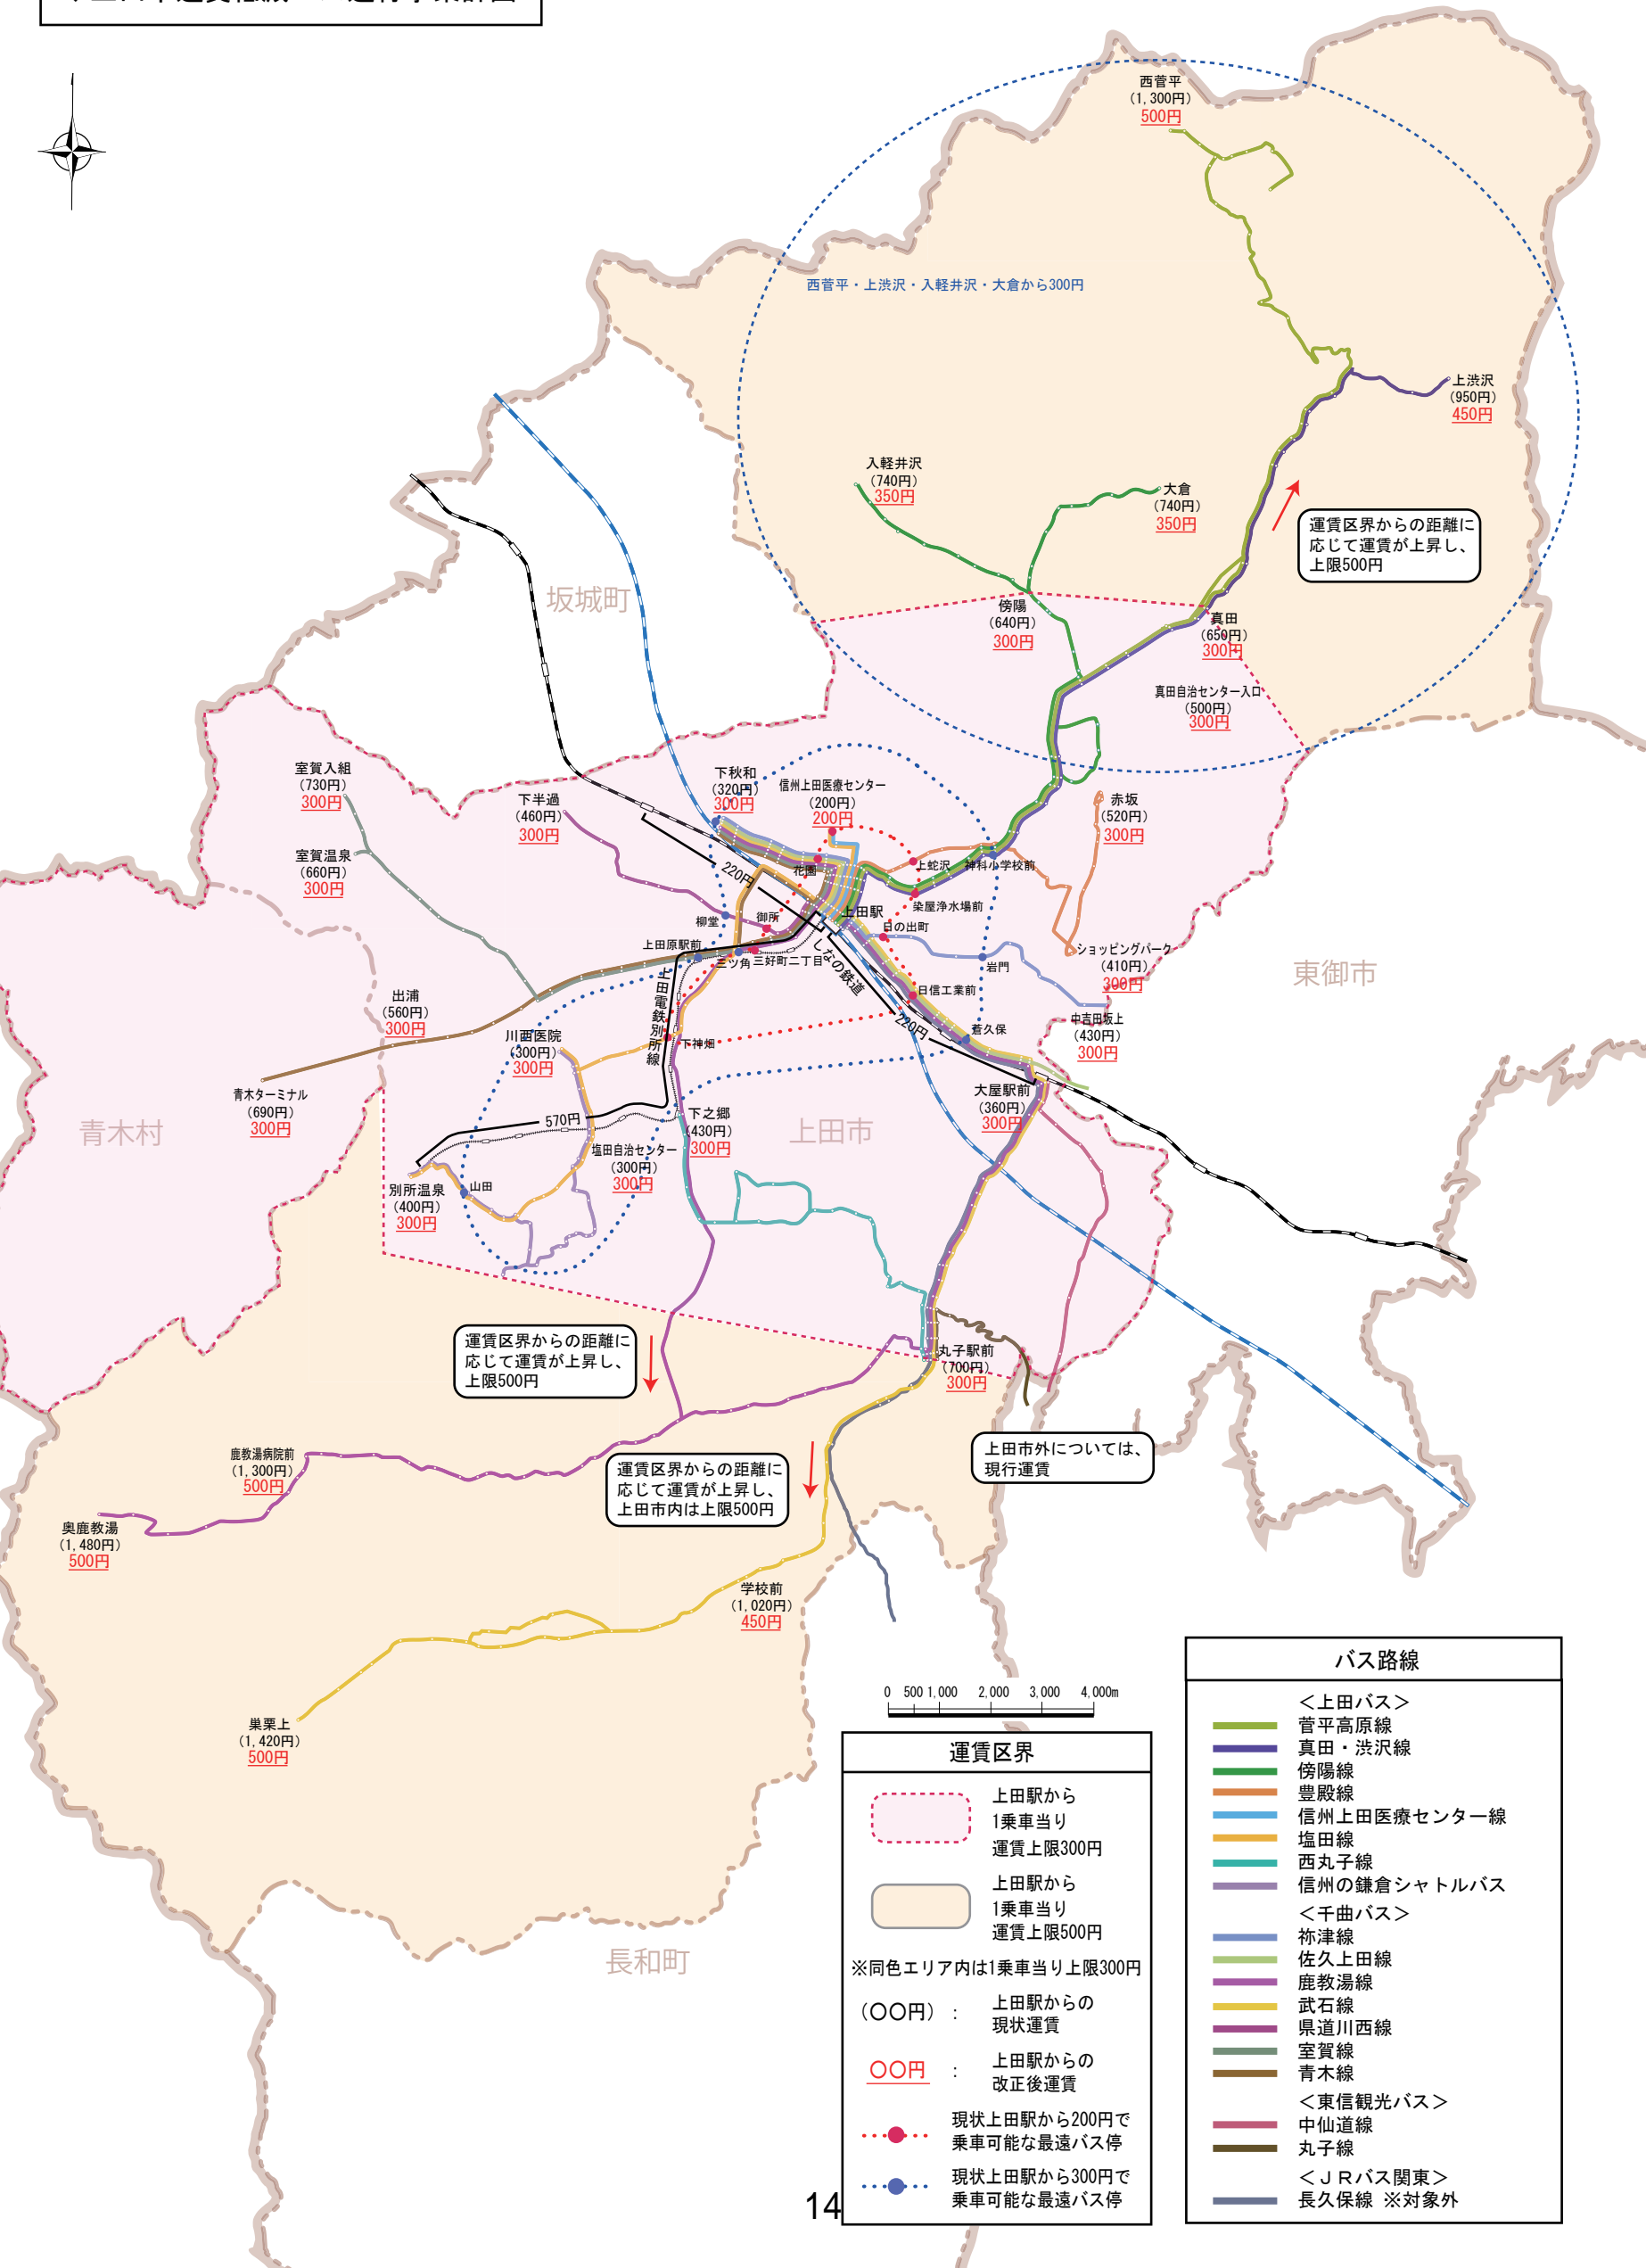 西菅平
(1,300円)
500円
西菅平・上渋沢・入軽井沢・大倉から300円
上渋沢
(950円)
450円
入軽井沢
(740円)
350円
大倉
(740円)
350円
運賃区界からの距離に
応じて運賃が上昇し、
上限500円
坂城町
傍陽
(640円)
300円
真田
(650円)
300円
真田自治センター入口
(500円)
300円
室賀入組
(730円)
300円
下半過
(460円)
300円
下秋和
(320円)
300円
信州上田医療センター
(200円)
200円
赤坂
(520円)
300円
室賀温泉
(660円)
300円
花園
上蛇沢
神科小学校前
220円
染屋浄水場前
上田駅
柳堂
御所
日の出町
上田原駅前
三ツ角
三好町二丁目
しなの鉄道
岩門
ショッピングパーク
(410円)
300円
東御市
上田電鉄別所線
日信工業前
出浦
(560円)
300円
220円
蒼久保
中吉田坂上
(430円)
300円
川西医院
(300円)
300円
下神畑
青木ターミナル
(690円)
300円
大屋駅前
(360円)
300円
青木村
570円
下之郷
(430円)
300円
上田市
塩田自治センター
(300円)
300円
別所温泉
(400円)
300円
山田
運賃区界からの距離に
応じて運賃が上昇し、
上限500円
丸子駅前
(700円)
300円
上田市外については、
現行運賃
鹿教湯病院前
(1,300円)
500円
運賃区界からの距離に
応じて運賃が上昇し、
上田市内は上限500円
奥鹿教湯
(1,480円)
500円
学校前
(1,020円)
450円
巣栗上
(1,420円)
500円
長和町
0 500 1,000 2,000 3,000 4,000m
運賃区界
上田駅から
1乗車当り
運賃上限300円
上田駅から
1乗車当り
運賃上限500円
※同色エリア内は1乗車当り上限300円
(〇〇円) : 上田駅からの
現状運賃
〇〇円 : 上田駅からの
改正後運賃
現状上田駅から200円で
乗車可能な最遠バス停
現状上田駅から300円で
乗車可能な最遠バス停
バス路線
＜上田バス＞
菅平高原線
真田・渋沢線
傍陽線
豊殿線
信州上田医療センター線
塩田線
西丸子線
信州の鎌倉シャトルバス
＜千曲バス＞
祢津線
佐久上田線
鹿教湯線
武石線
県道川西線
室賀線
青木線
＜東信観光バス＞
中仙道線
丸子線
＜ＪＲバス関東＞
長久保線 ※対象外
14